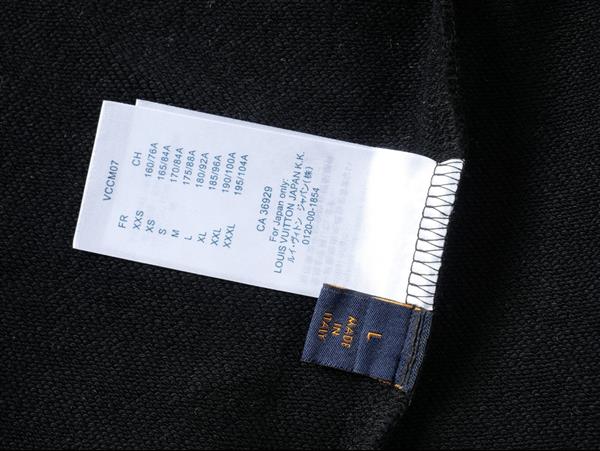 VCCM07
FR CH
XXS 160/76A
XS 165/84A
S 170/84A
M 175/88A
L 180/92A
XL 185/96A
XXL 190/100A
XXXL 195/104A
CA 36929
For Japan only:
LOUIS VUITTON JAPAN K.K.
ルイ・ヴィトン ジャパン(株)
0120-00-1854
L
MADE
IN
ITALY